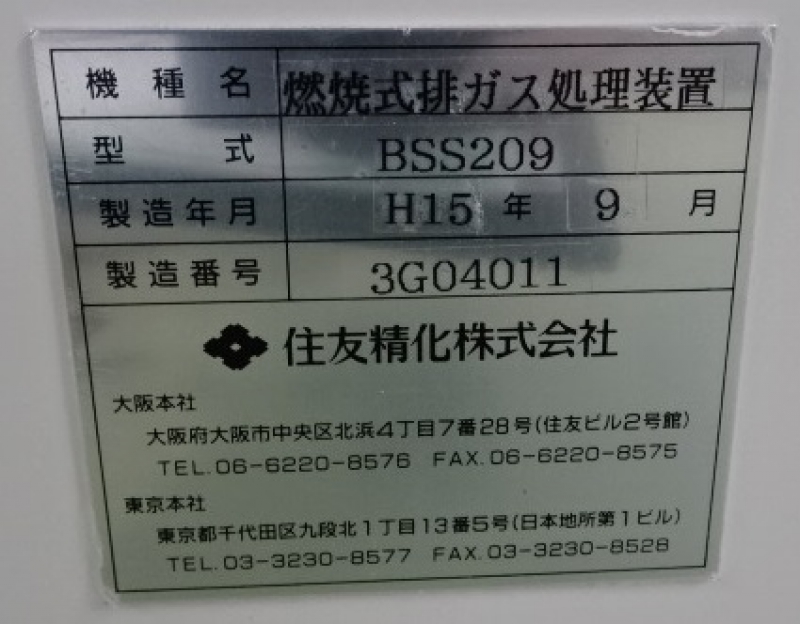 機種名 燃焼式排ガス処理装置
型式 BSS209
製造年月 H15年 9月
製造番号 3G04011
住友精化株式会社
大阪本社
大阪府大阪市中央区北浜4丁目7番28号(住友ビル2号館)
TEL.06-6220-8576 FAX.06-6220-8575
東京本社
東京都千代田区九段北1丁目13番5号(日本地所第1ビル)
TEL.03-3230-8577 FAX.03-3230-8528